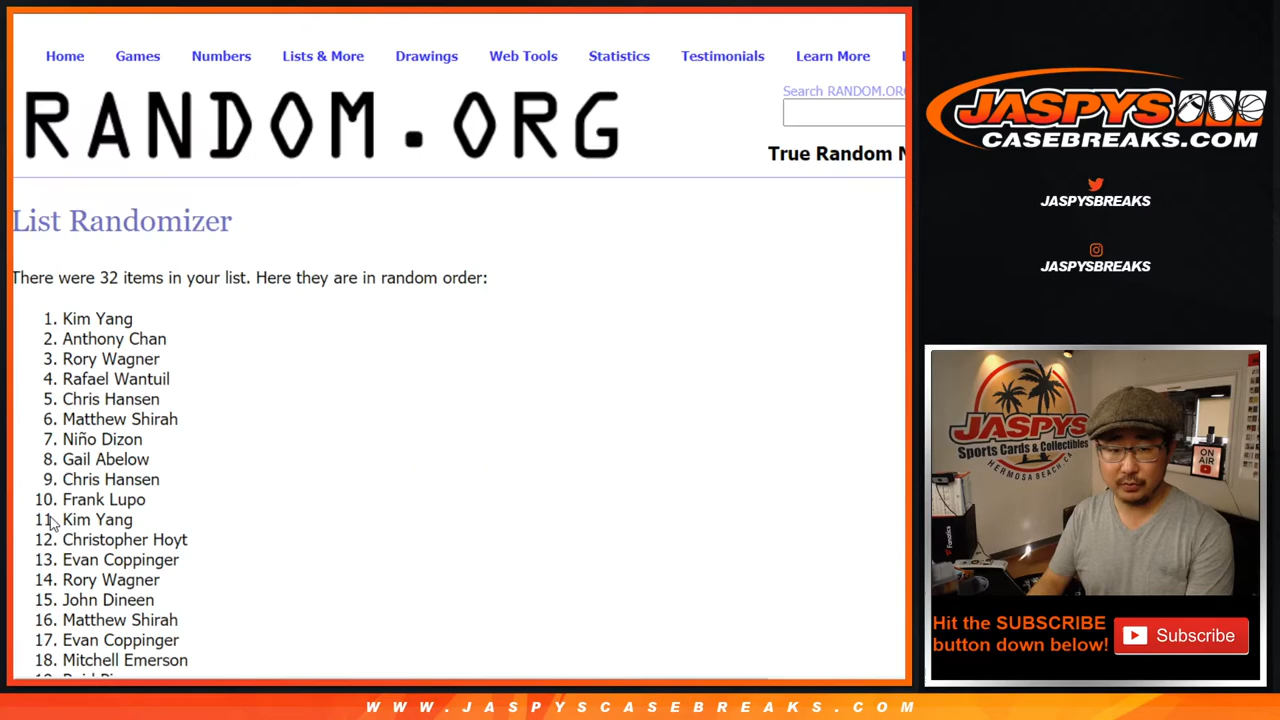 Home Games Numbers Lists & More Drawings Web Tools Statistics Testimonials Learn More
Search RANDOM.ORG
RANDOM.ORG
True Random N
List Randomizer
There were 32 items in your list. Here they are in random order:
1. Kim Yang
2. Anthony Chan
3. Rory Wagner
4. Rafael Wantuil
5. Chris Hansen
6. Matthew Shirah
7. Niño Dizon
8. Gail Abelow
9. Chris Hansen
10. Frank Lupo
11. Kim Yang
12. Christopher Hoyt
13. Evan Coppinger
14. Rory Wagner
15. John Dineen
16. Matthew Shirah
17. Evan Coppinger
18. Mitchell Emerson
JASPYS
CASEBREAKS.COM
JASPYSBREAKS
JASPYSBREAKS
JASPYS
Sports Cards & Collectibles
HERMOSA BEACH, CA
ON
AIR
Fanatics
Hit the SUBSCRIBE
button down below!
Subscribe
WWW.JASPYSCASEBREAKS.COM